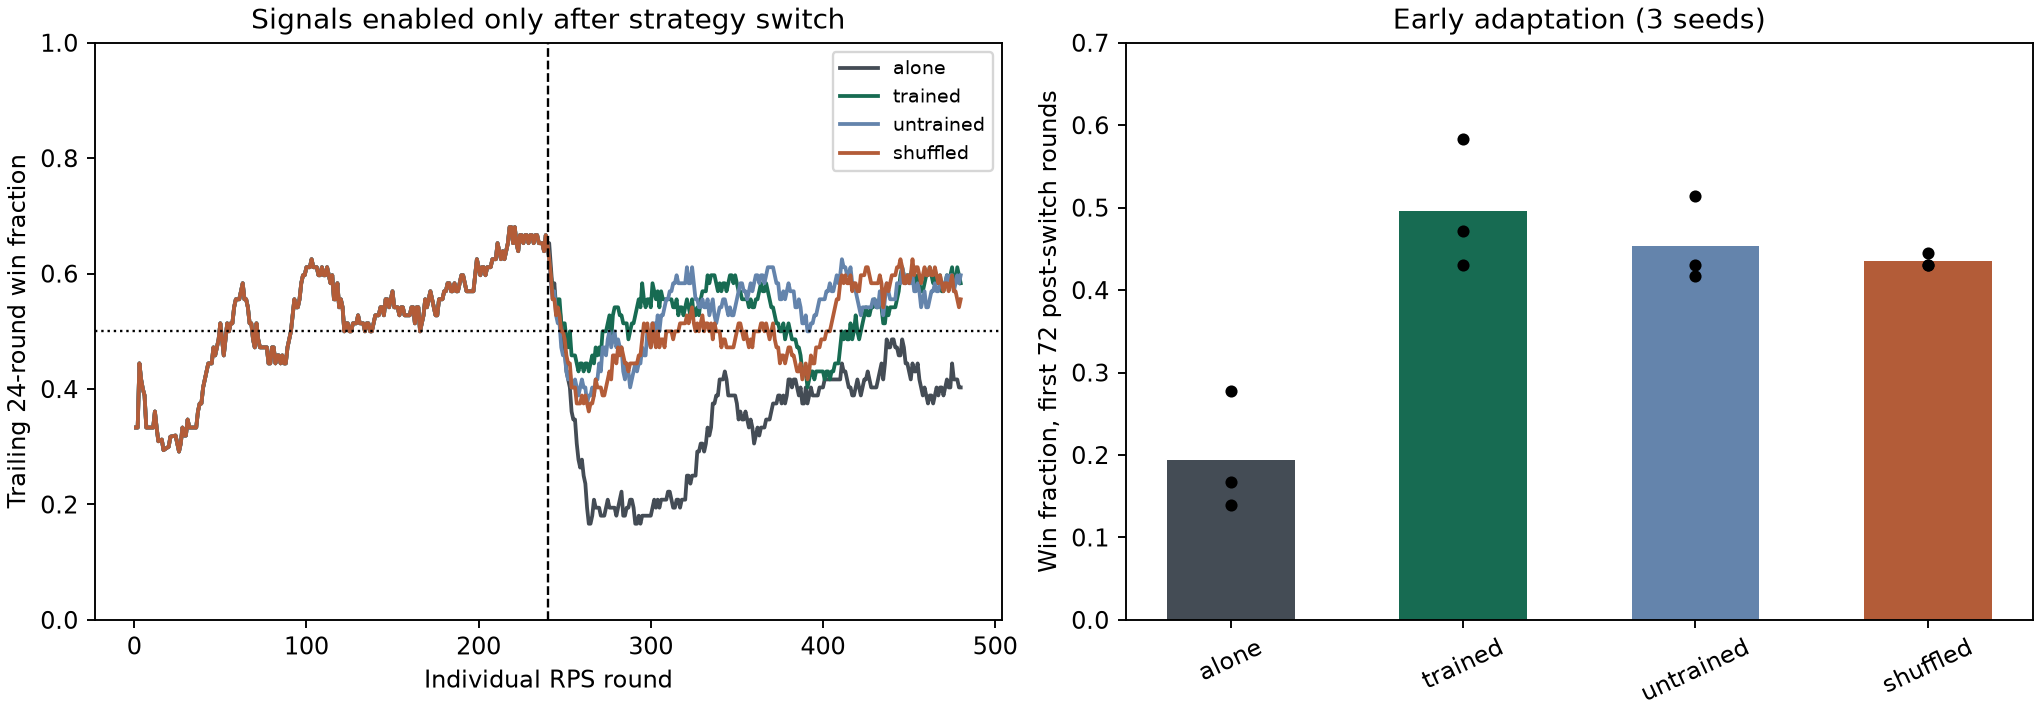 Signals enabled only after strategy switch
Trailing 24-round win fraction
1.0
0.8
0.6
0.4
0.2
0.0
alone
trained
untrained
shuffled
0
100
200
300
400
500
Individual RPS round
Early adaptation (3 seeds)
Win fraction, first 72 post-switch rounds
0.7
0.6
0.5
0.4
0.3
0.2
0.1
0.0
alone
trained
untrained
shuffled